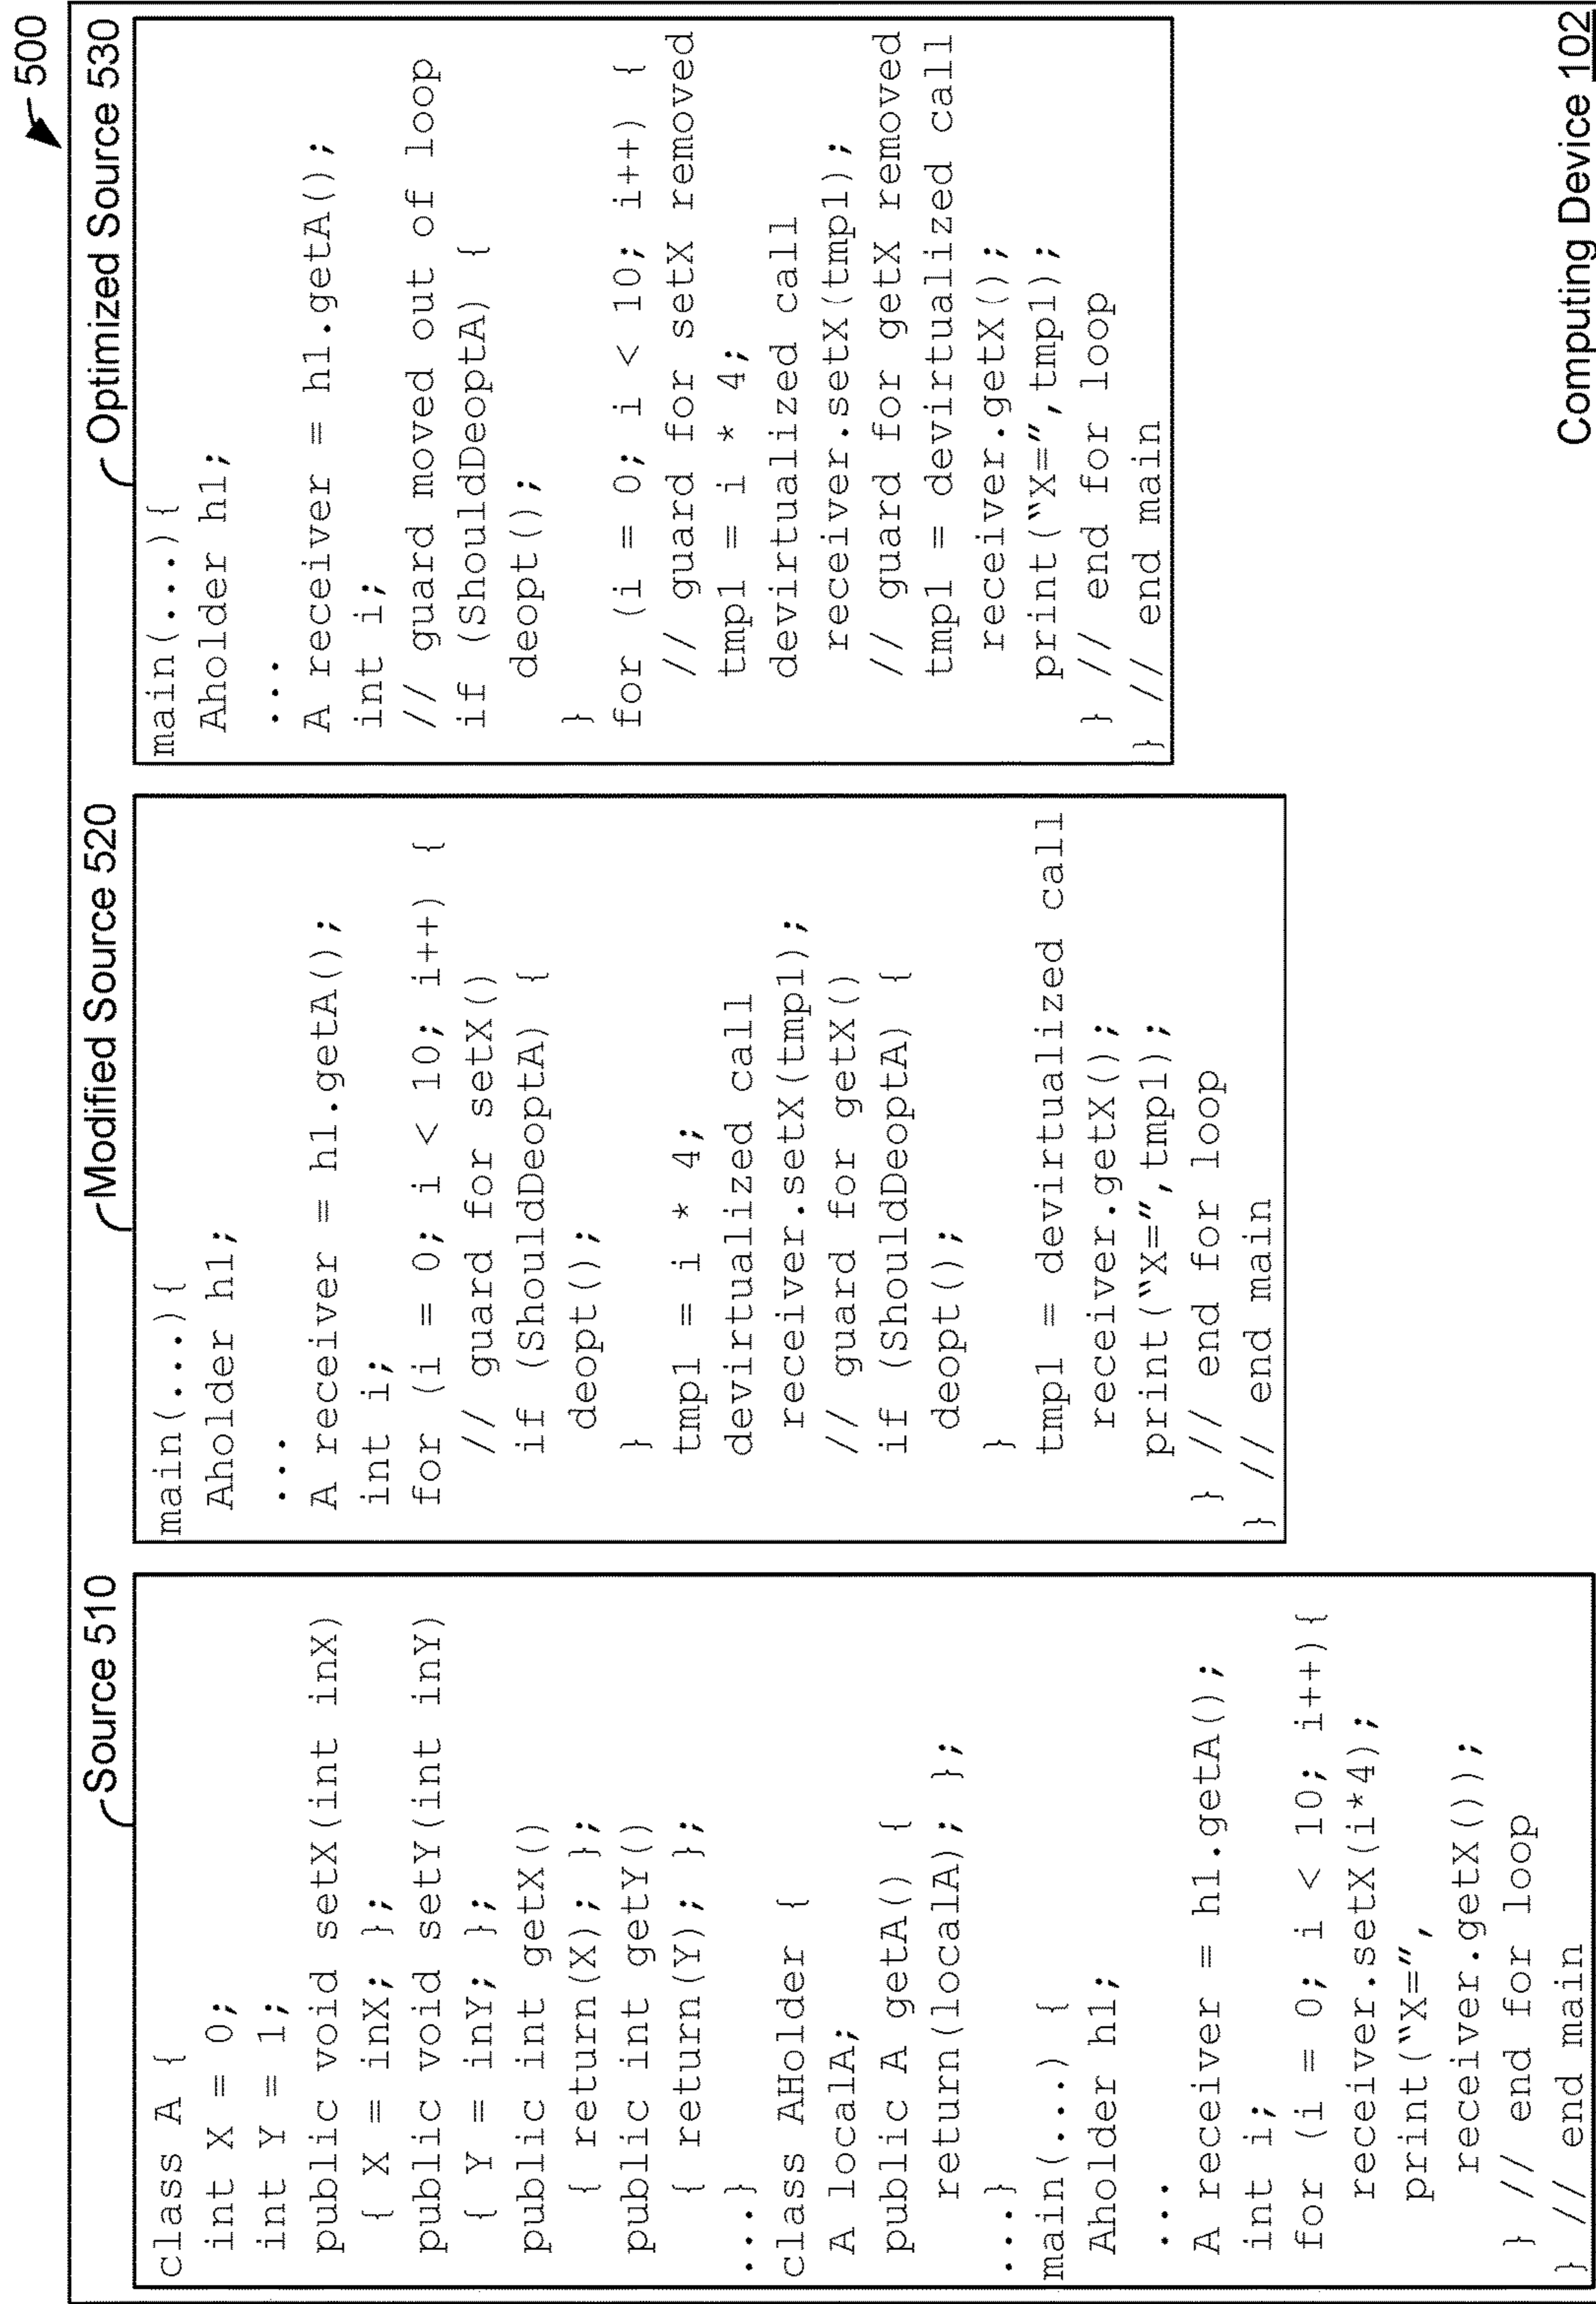 500
Source 510
class A {
int X = 0;
int Y = 1;
public void setX(int inX)
{ X = inX; };
public void setY(int inY)
{ Y = inY; };
public int getX()
{ return(X); };
public int getY()
{ return(Y); };
...}
class AHolder {
A localA;
public A getA() {
return(localA); };
...}
main(...) {
Aholder h1;
...
A receiver = h1.getA();
int i;
for (i = 0; i < 10; i++){
receiver.setX(i*4);
print("X=",
receiver.getX());
} // end for loop
} // end main
Modified Source 520
main(...){
Aholder h1;
...
A receiver = h1.getA();
int i;
for (i = 0; i < 10; i++) {
// guard for setX()
if (ShouldDeoptA) {
deopt();
}
tmp1 = i * 4;
devirtualized call
receiver.setX(tmp1);
// guard for getX()
if (ShouldDeoptA) {
deopt();
}
tmp1 = devirtualized call
receiver.getX();
print("X=",tmp1);
} // end for loop
} // end main
Optimized Source 530
main(...){
Aholder h1;
...
A receiver = h1.getA();
int i;
// guard moved out of loop
if (ShouldDeoptA) {
deopt();
}
for (i = 0; i < 10; i++) {
// guard for setX removed
tmp1 = i * 4;
devirtualized call
receiver.setX(tmp1);
// guard for getX removed
tmp1 = devirtualized call
receiver.getX();
print("X=",tmp1);
} // end for loop
} // end main
Computing Device 102